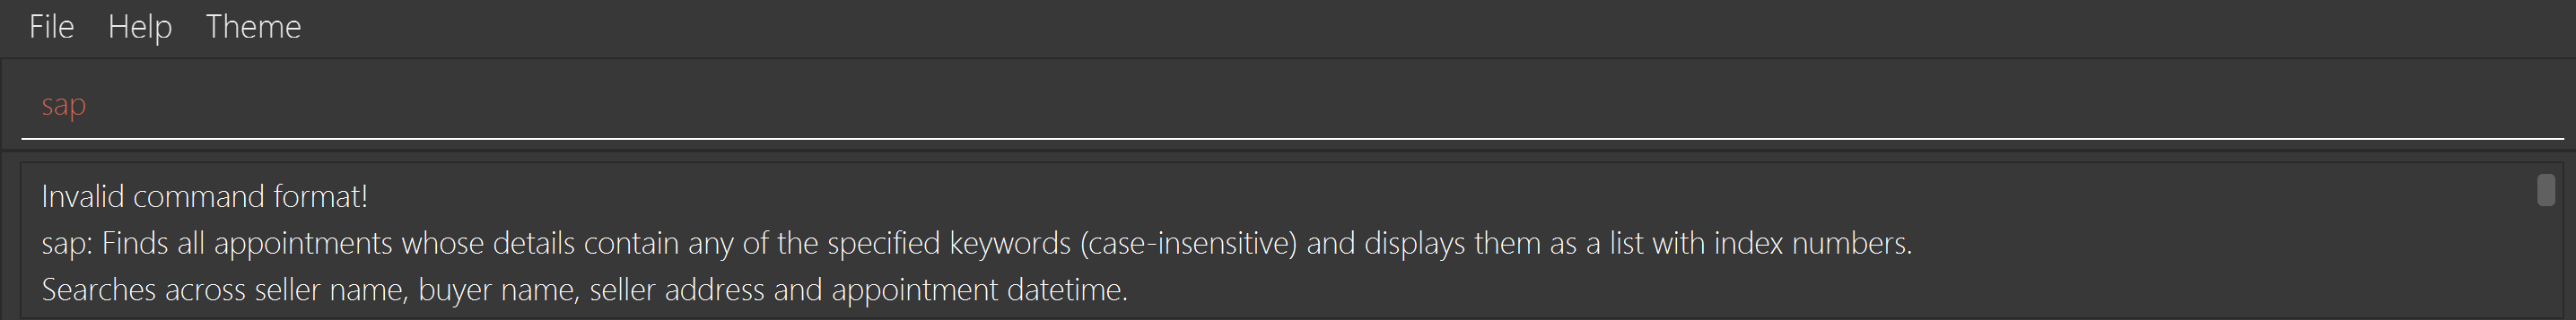 File Help Theme
sap
Invalid command format!
sap: Finds all appointments whose details contain any of the specified keywords (case-insensitive) and displays them as a list with index numbers.
Searches across seller name, buyer name, seller address and appointment datetime.